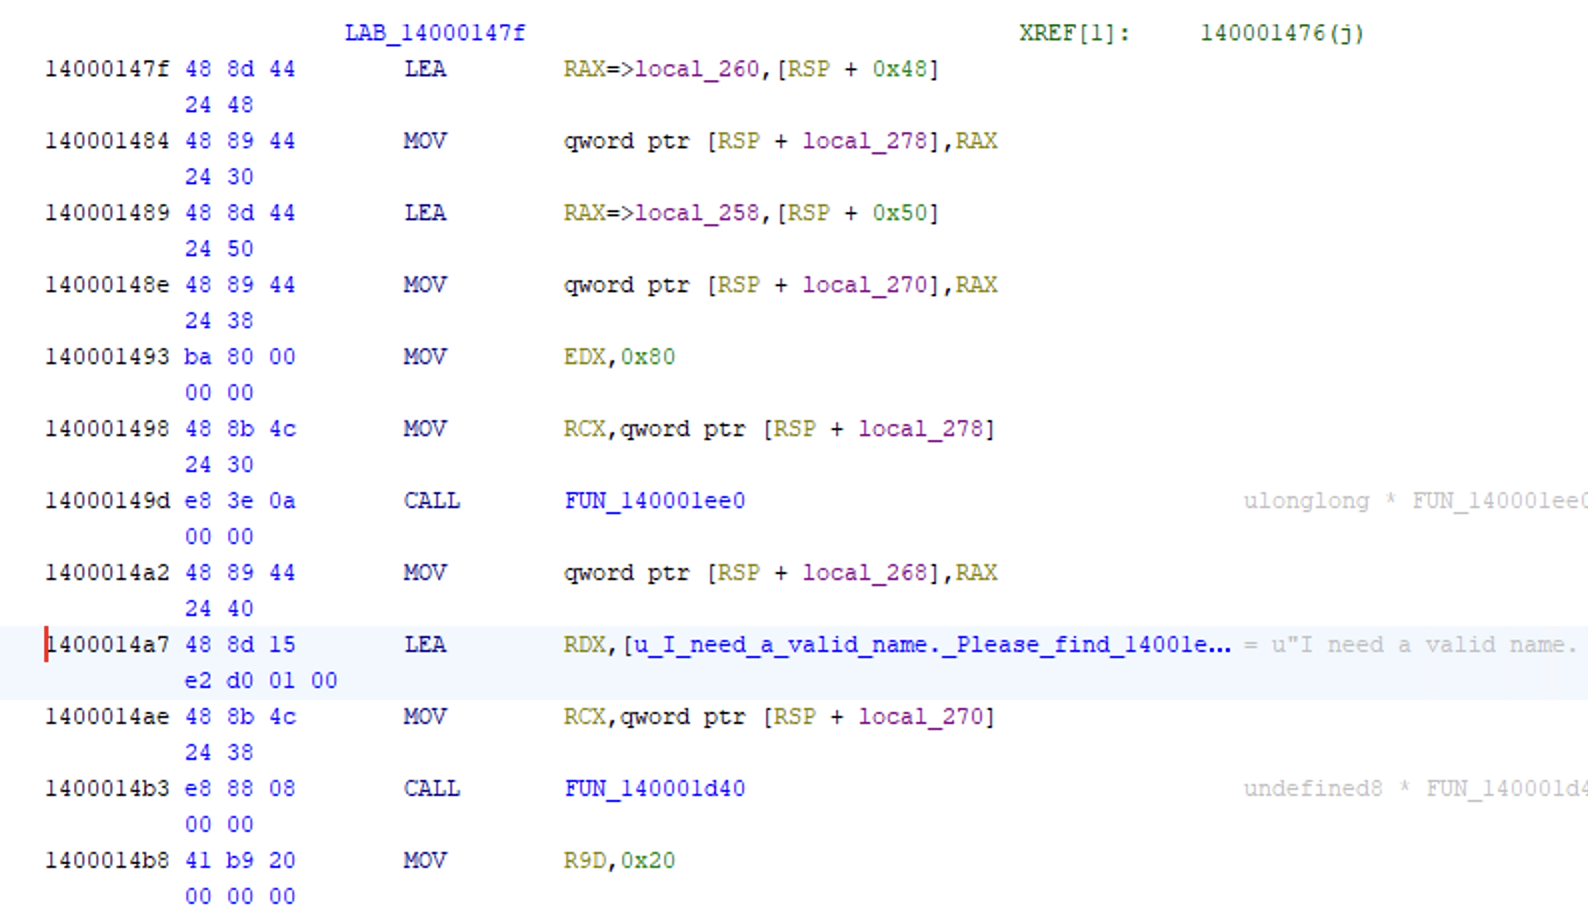 LAB_14000147f XREF[1]: 140001476(j)
14000147f 48 8d 44 LEA RAX=>local_260,[RSP + 0x48]
24 48
140001484 48 89 44 MOV qword ptr [RSP + local_278],RAX
24 30
140001489 48 8d 44 LEA RAX=>local_258,[RSP + 0x50]
24 50
14000148e 48 89 44 MOV qword ptr [RSP + local_270],RAX
24 38
140001493 ba 80 00 MOV EDX,0x80
00 00
140001498 48 8b 4c MOV RCX,qword ptr [RSP + local_278]
24 30
14000149d e8 3e 0a CALL FUN_140001ee0 ulonglong * FUN_140001ee0
00 00
1400014a2 48 89 44 MOV qword ptr [RSP + local_268],RAX
24 40
1400014a7 48 8d 15 LEA RDX,[u_I_need_a_valid_name._Please_find_14001e... = u"I need a valid name.
e2 d0 01 00
1400014ae 48 8b 4c MOV RCX,qword ptr [RSP + local_270]
24 38
1400014b3 e8 88 08 CALL FUN_140001d40 undefined8 * FUN_140001d4
00 00
1400014b8 41 b9 20 MOV R9D,0x20
00 00 00